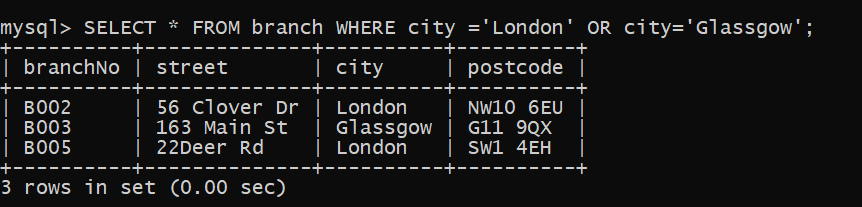 mysql> SELECT * FROM branch WHERE city ='London' OR city='Glassgow';
+----------+--------------+----------+----------+
| branchNo | street       | city     | postcode |
+----------+--------------+----------+----------+
| B002     | 56 Clover Dr | London   | NW10 6EU |
| B003     | 163 Main St  | Glassgow | G11 9QX  |
| B005     | 22Deer Rd    | London   | SW1 4EH  |
+----------+--------------+----------+----------+
3 rows in set (0.00 sec)